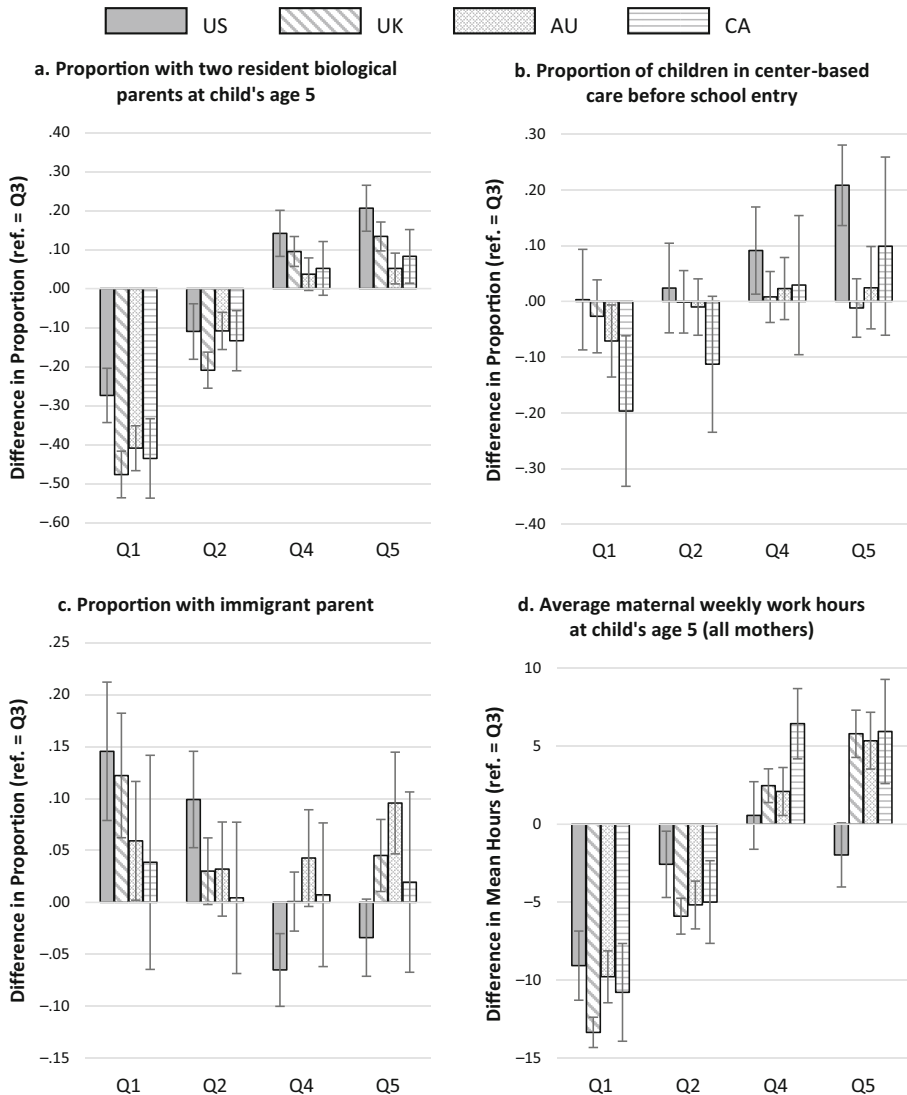 US UK AU CA
a. Proportion with two resident biological
parents at child's age 5
Difference in Proportion (ref. = Q3)
.40
.30
.20
.10
.00
−.10
−.20
−.30
−.40
−.50
−.60
Q1 Q2 Q4 Q5
b. Proportion of children in center-based
care before school entry
Difference in Proportion (ref. = Q3)
.30
.20
.10
.00
−.10
−.20
−.30
−.40
Q1 Q2 Q4 Q5
c. Proportion with immigrant parent
Difference in Proportion (ref. = Q3)
.25
.20
.15
.10
.05
.00
−.05
−.10
−.15
Q1 Q2 Q4 Q5
d. Average maternal weekly work hours
at child's age 5 (all mothers)
Difference in Mean Hours (ref. = Q3)
10
5
0
−5
−10
−15
Q1 Q2 Q4 Q5